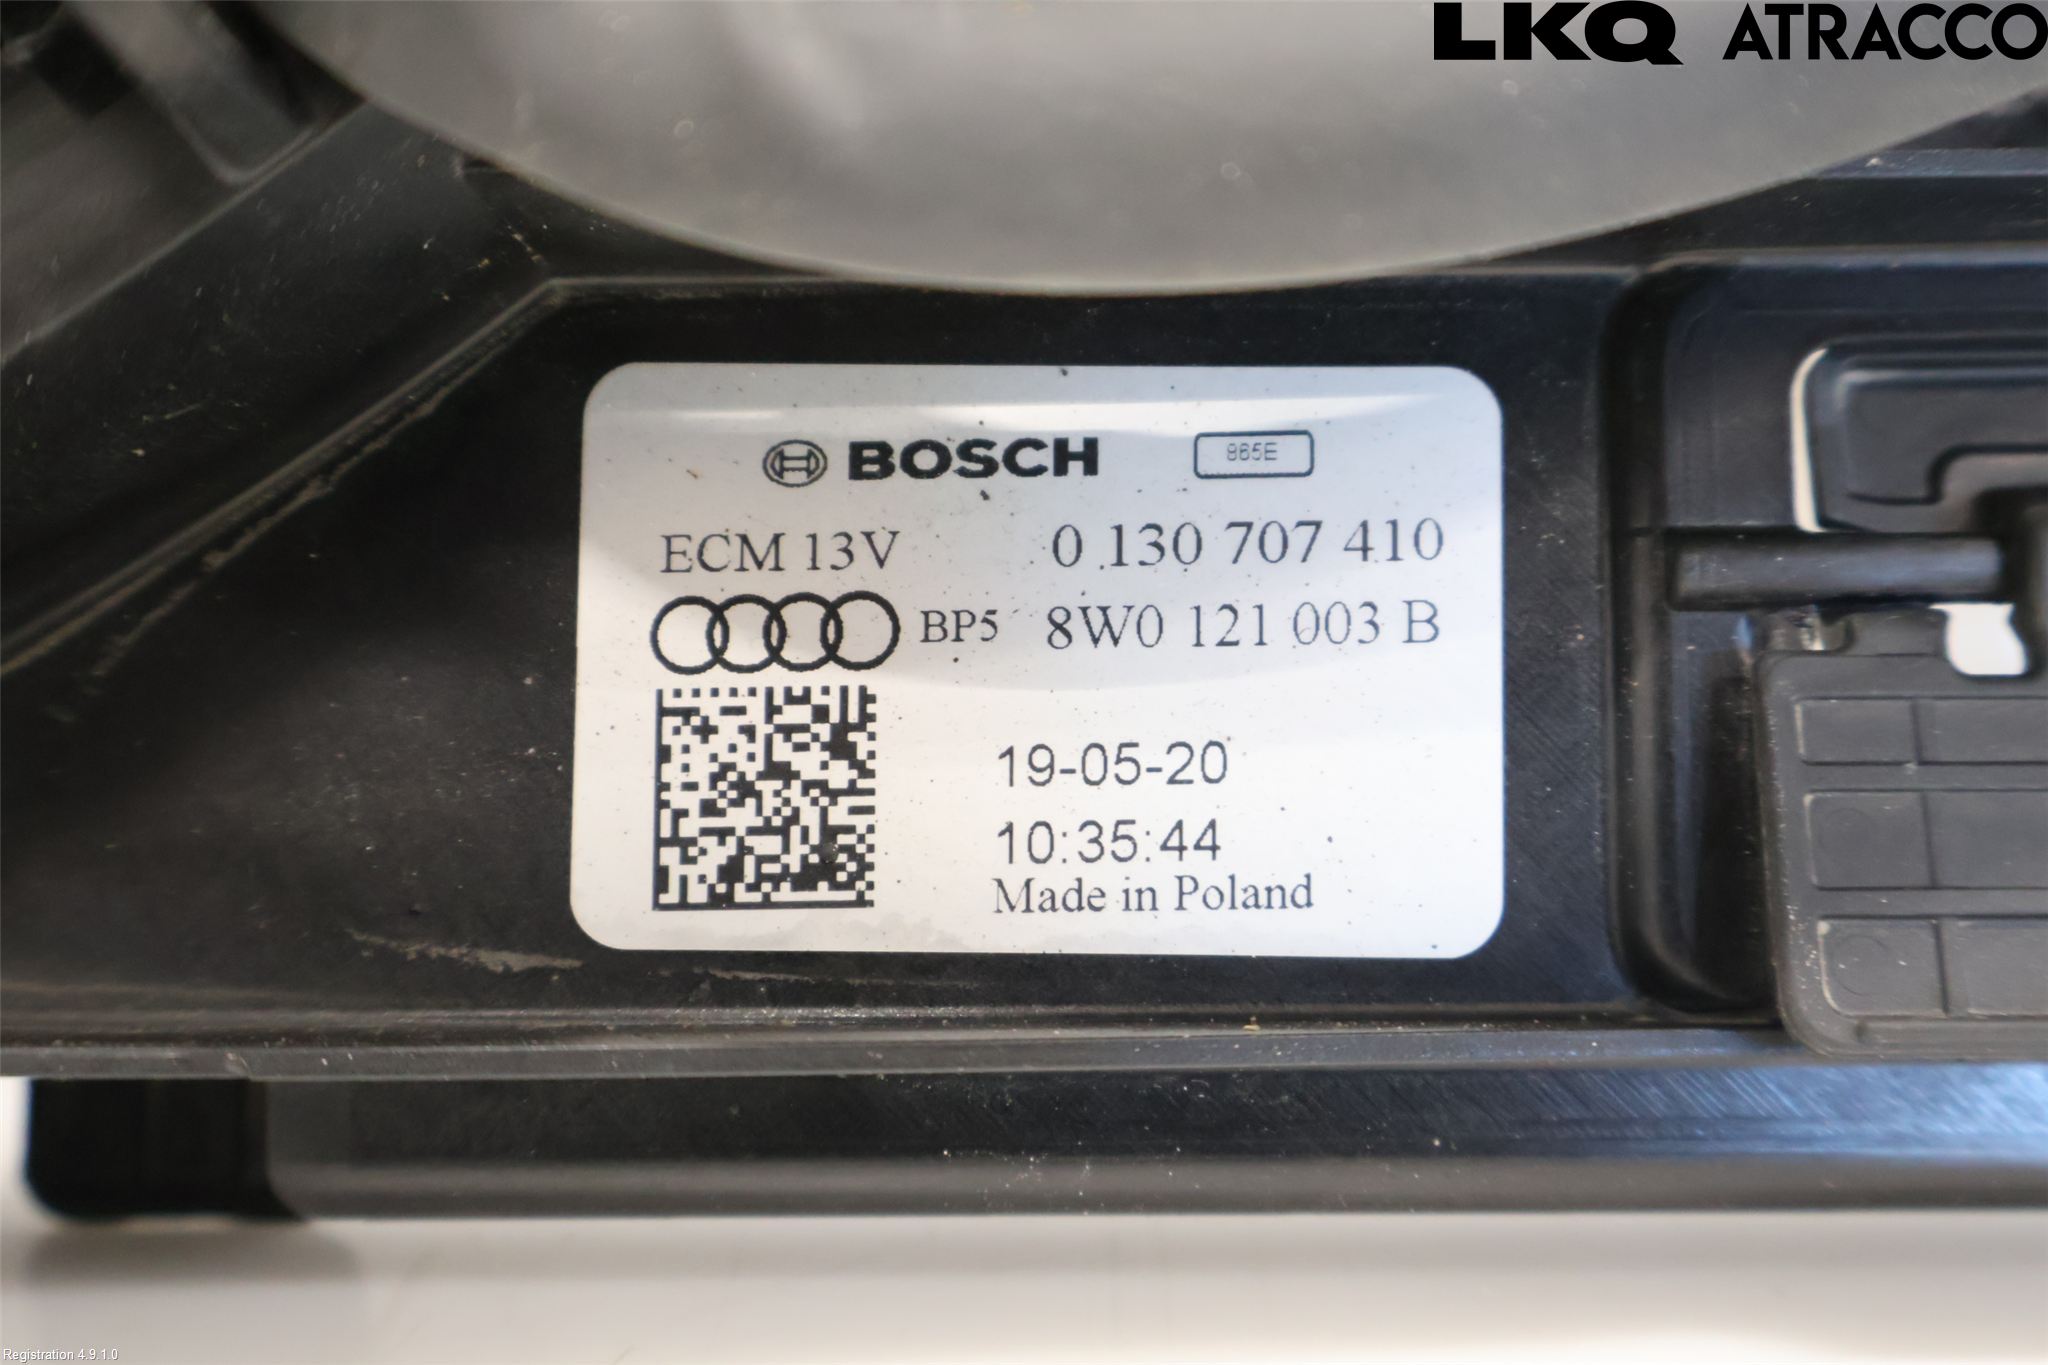 LKQ ATRACCO
BOSCH 865E
ECM 13V 0 130 707 410
BP5 8W0 121 003 B
19-05-20
10:35:44
Made in Poland
Registration 4.9.1.0